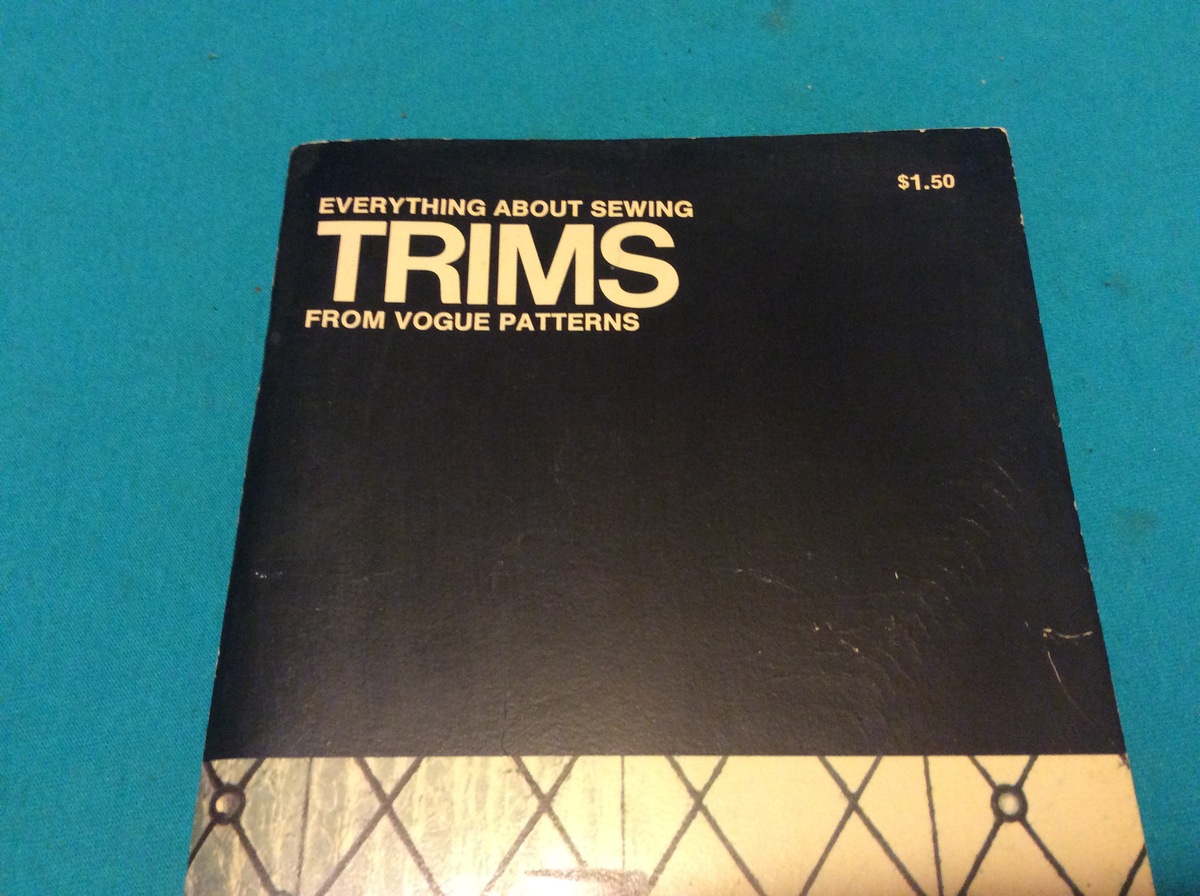 $1.50
EVERYTHING ABOUT SEWING
TRIMS
FROM VOGUE PATTERNS